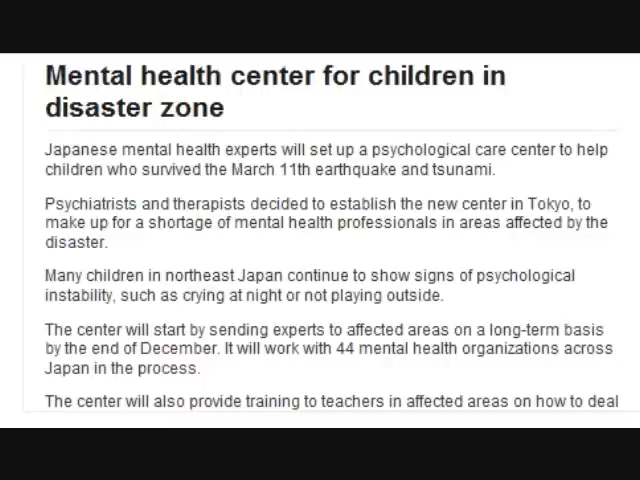 Mental health center for children in
disaster zone
Japanese mental health experts will set up a psychological care center to help
children who survived the March 11th earthquake and tsunami.
Psychiatrists and therapists decided to establish the new center in Tokyo, to
make up for a shortage of mental health professionals in areas affected by the
disaster.
Many children in northeast Japan continue to show signs of psychological
instability, such as crying at night or not playing outside.
The center will start by sending experts to affected areas on a long-term basis
by the end of December. It will work with 44 mental health organizations across
Japan in the process.
The center will also provide training to teachers in affected areas on how to deal